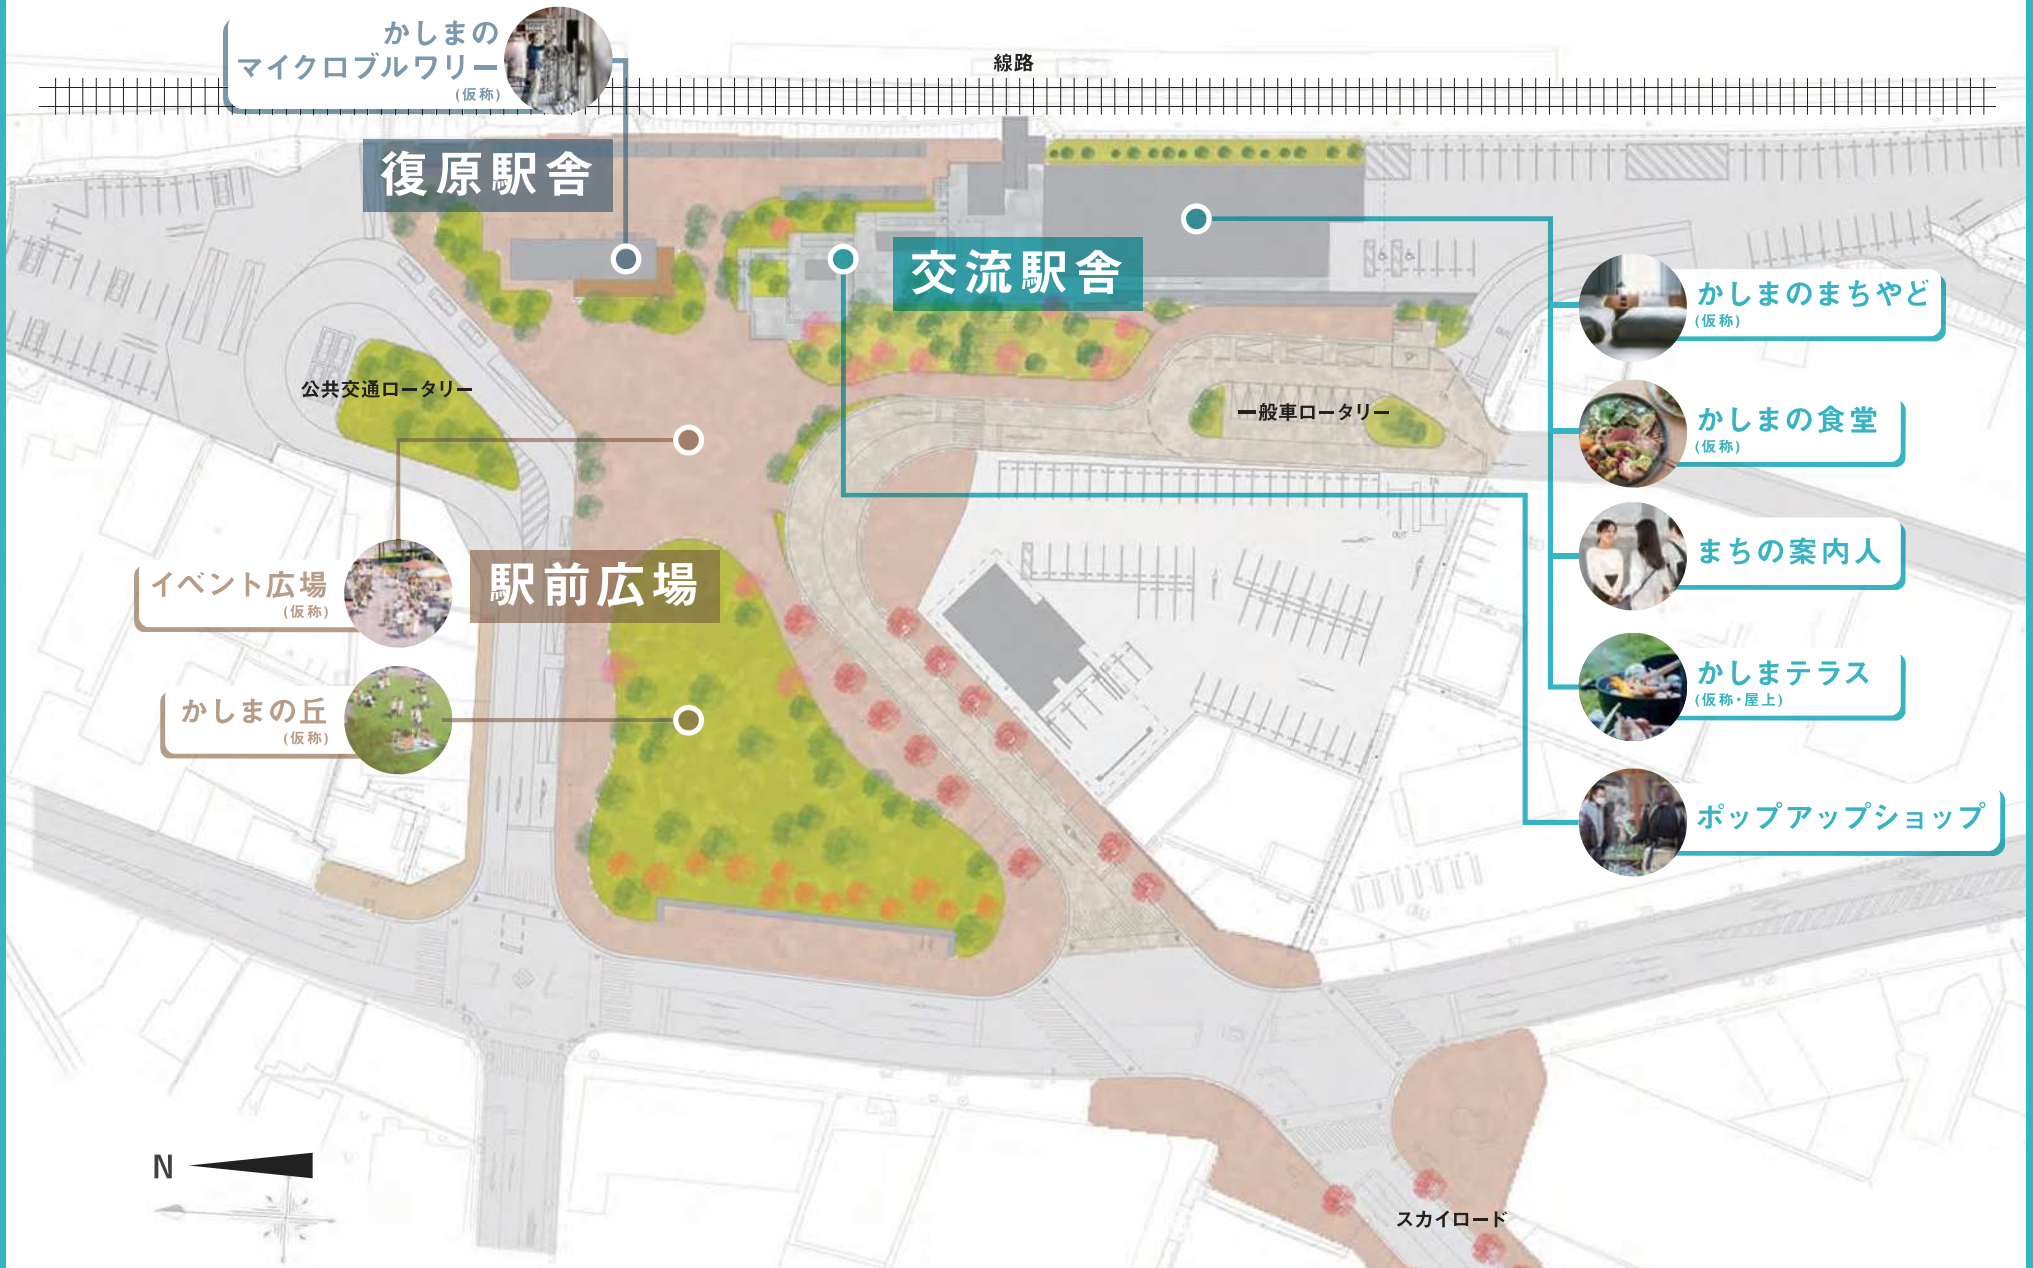 かしまの
マイクロブルワリー
(仮称)
線路
復原駅舎
交流駅舎
かしまのまちやど
(仮称)
公共交通ロータリー
一般車ロータリー
かしまの食堂
(仮称)
まちの案内人
イベント広場
(仮称)
駅前広場
かしまテラス
(仮称・屋上)
かしまの丘
(仮称)
ポップアップショップ
N
スカイロード
IN
OUT